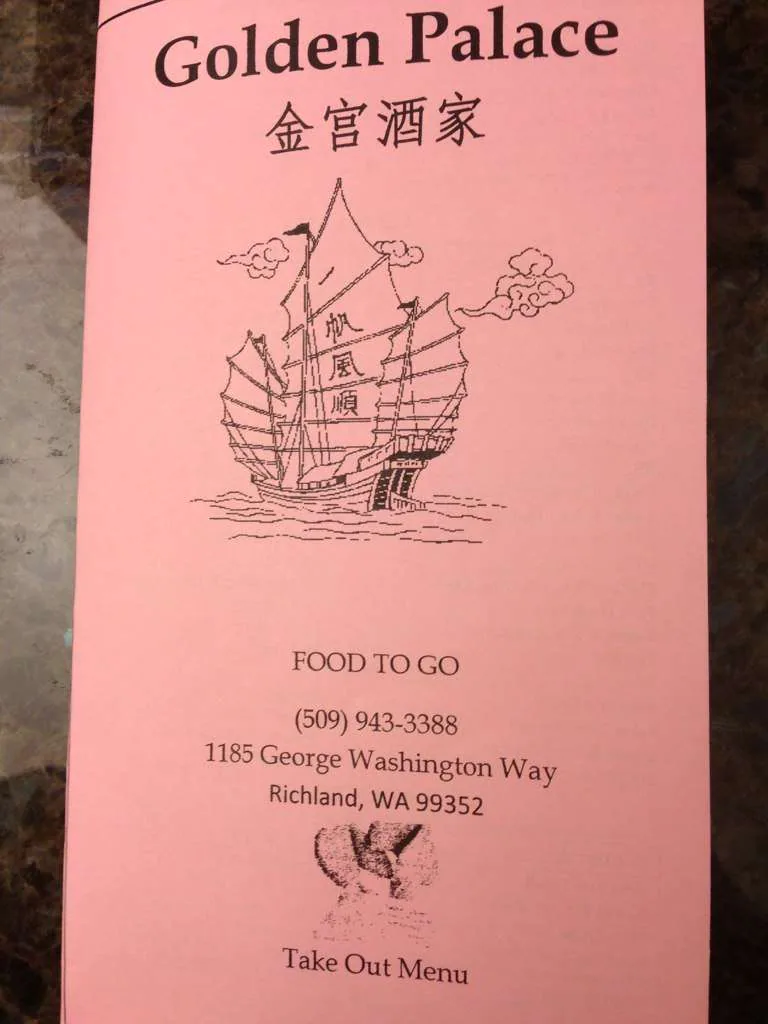 Golden Palace
金宫酒家
帆
風
順
FOOD TO GO
(509) 943-3388
1185 George Washington Way
Richland, WA 99352
Take Out Menu